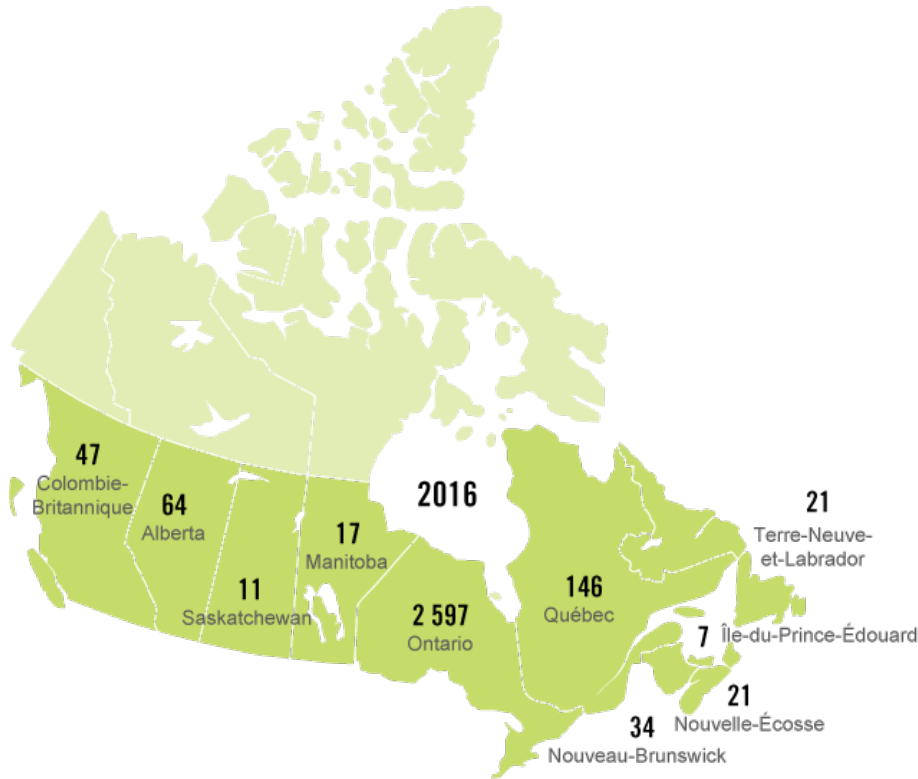 47
Colombie-
Britannique
64
Alberta
11
Saskatchewan
17
Manitoba
2016
2 597
Ontario
146
Québec
21
Terre-Neuve-
et-Labrador
7 Île-du-Prince-Édouard
21
Nouvelle-Écosse
34
Nouveau-Brunswick